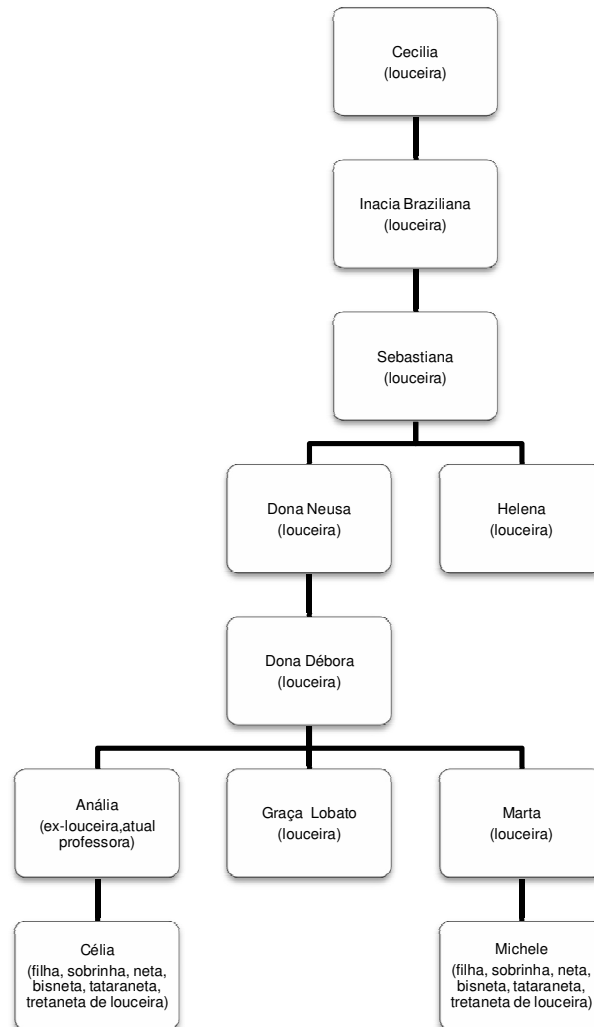 Cecilia
(louceira)
Inacia Braziliana
(louceira)
Sebastiana
(louceira)
Dona Neusa
(louceira)
Helena
(louceira)
Dona Débora
(louceira)
Anália
(ex-louceira,atual
professora)
Graça Lobato
(louceira)
Marta
(louceira)
Célia
(filha, sobrinha, neta,
bisneta, tataraneta,
tretaneta de louceira)
Michele
(filha, sobrinha, neta,
bisneta, tataraneta,
tretaneta de louceira)